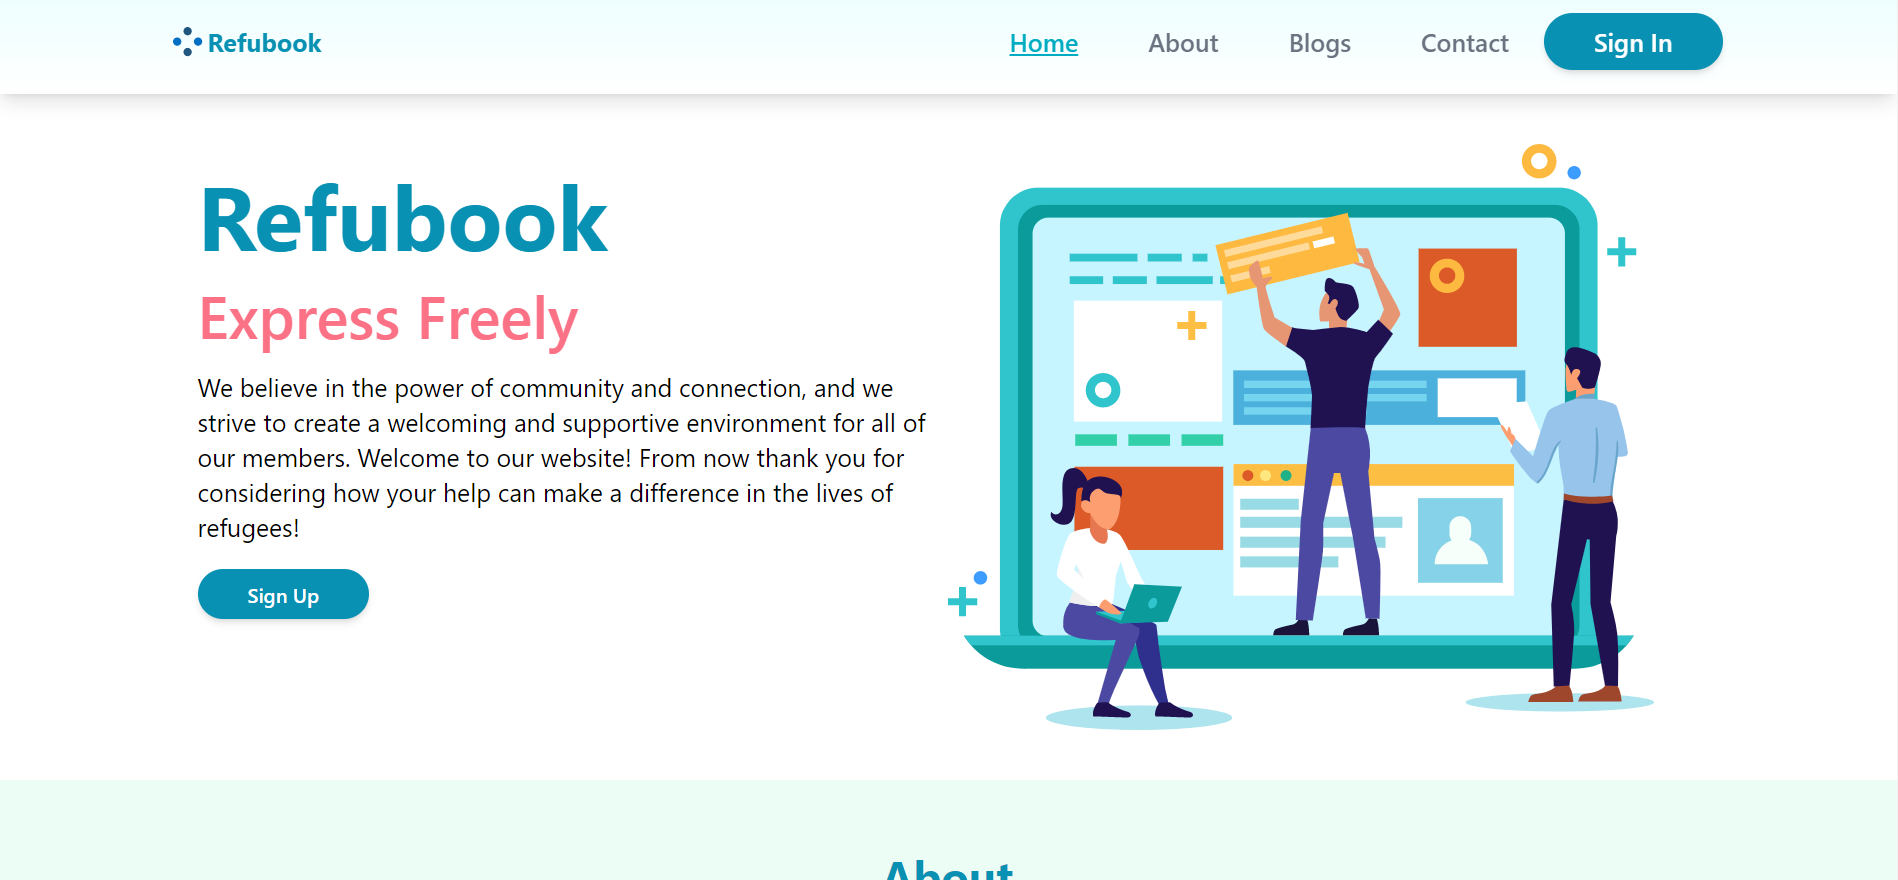 Refubook
Home
About
Blogs
Contact
Sign In
Refubook
Express Freely
We believe in the power of community and connection, and we
strive to create a welcoming and supportive environment for all of
our members. Welcome to our website! From now thank you for
considering how your help can make a difference in the lives of
refugees!
Sign Up
About